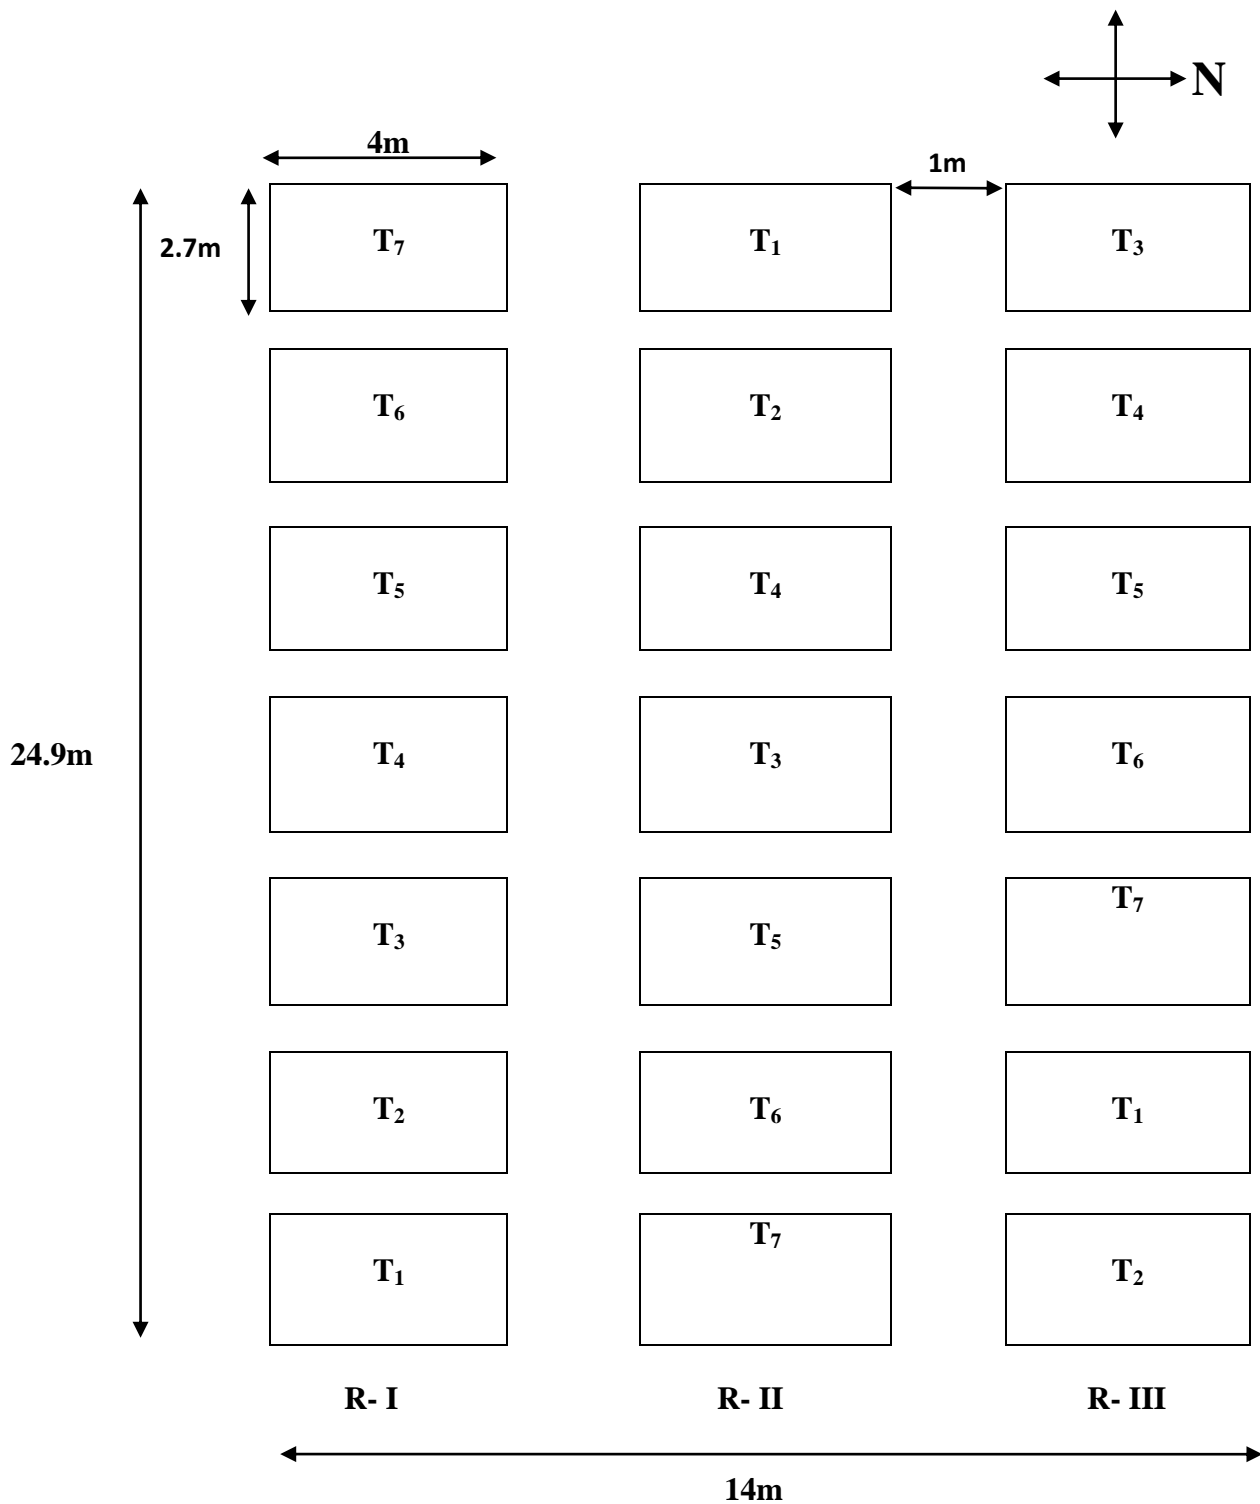 N
4m
1m
2.7m
T₇ T₁ T₃
T₆ T₂ T₄
T₅ T₄ T₅
24.9m
T₄ T₃ T₆
T₃ T₅ T₇
T₂ T₆ T₁
T₁ T₇ T₂
R- I R- II R- III
14m